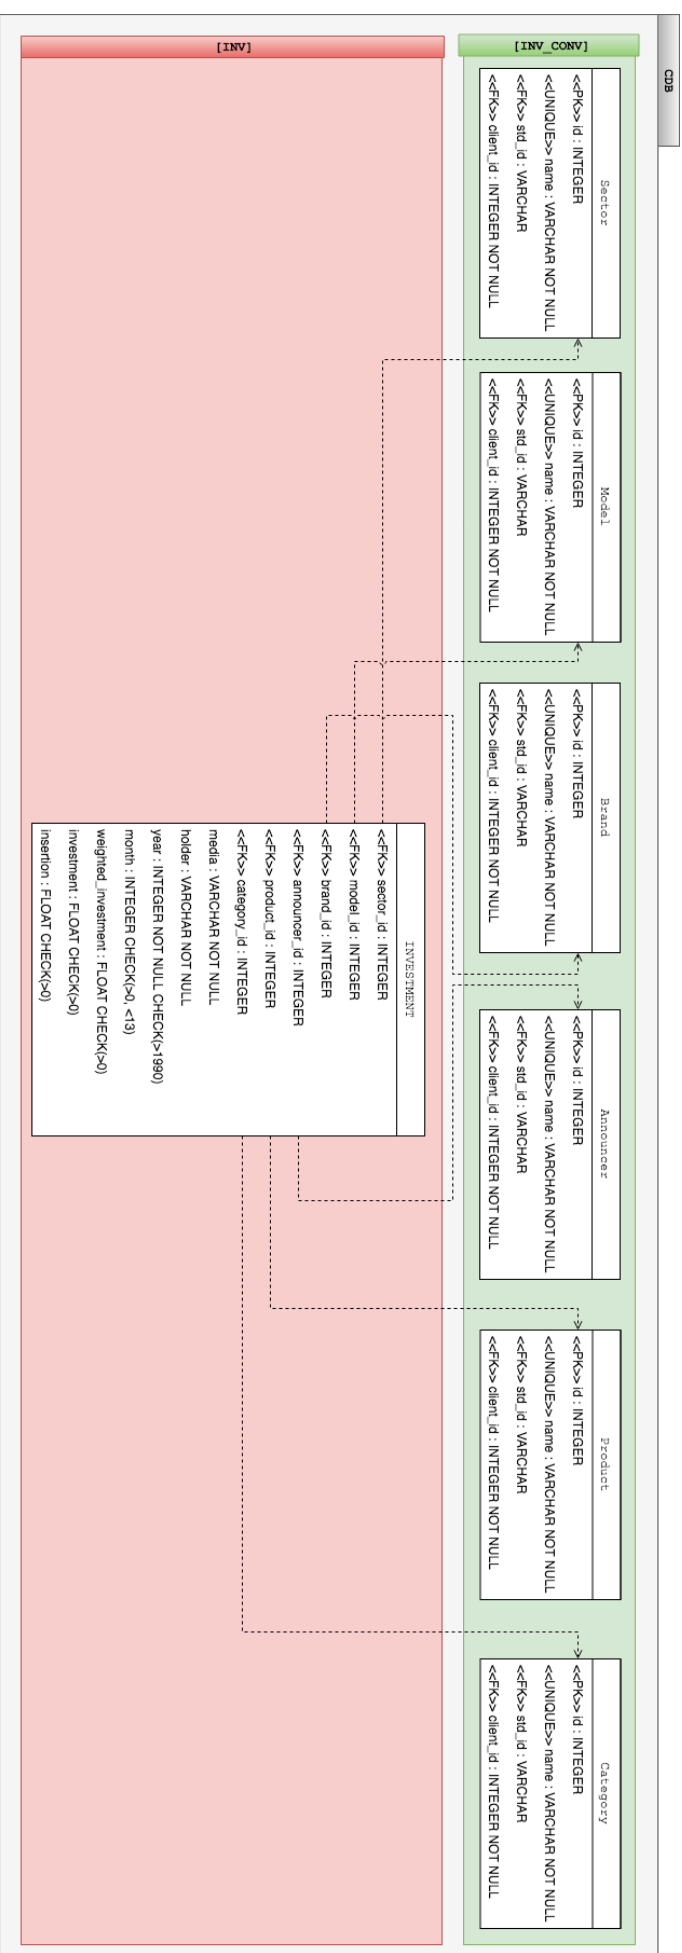 CDB
[INV_CONV]
Sector
<<PK>> id : INTEGER
<<UNIQUE>> name : VARCHAR NOT NULL
<<FK>> std_id : VARCHAR
<<FK>> client_id : INTEGER NOT NULL
Model
<<PK>> id : INTEGER
<<UNIQUE>> name : VARCHAR NOT NULL
<<FK>> std_id : VARCHAR
<<FK>> client_id : INTEGER NOT NULL
Brand
<<PK>> id : INTEGER
<<UNIQUE>> name : VARCHAR NOT NULL
<<FK>> std_id : VARCHAR
<<FK>> client_id : INTEGER NOT NULL
Announcer
<<PK>> id : INTEGER
<<UNIQUE>> name : VARCHAR NOT NULL
<<FK>> std_id : VARCHAR
<<FK>> client_id : INTEGER NOT NULL
Product
<<PK>> id : INTEGER
<<UNIQUE>> name : VARCHAR NOT NULL
<<FK>> std_id : VARCHAR
<<FK>> client_id : INTEGER NOT NULL
Category
<<PK>> id : INTEGER
<<UNIQUE>> name : VARCHAR NOT NULL
<<FK>> std_id : VARCHAR
<<FK>> client_id : INTEGER NOT NULL
[INV]
INVESTMENT
<<FK>> sector_id : INTEGER
<<FK>> model_id : INTEGER
<<FK>> brand_id : INTEGER
<<FK>> announcer_id : INTEGER
<<FK>> product_id : INTEGER
<<FK>> category_id : INTEGER
media : VARCHAR NOT NULL
holder : VARCHAR NOT NULL
year : INTEGER NOT NULL CHECK(>1990)
month : INTEGER CHECK(>0, <13)
weighted_investment : FLOAT CHECK(>0)
investment : FLOAT CHECK(>0)
insertion : FLOAT CHECK(>0)